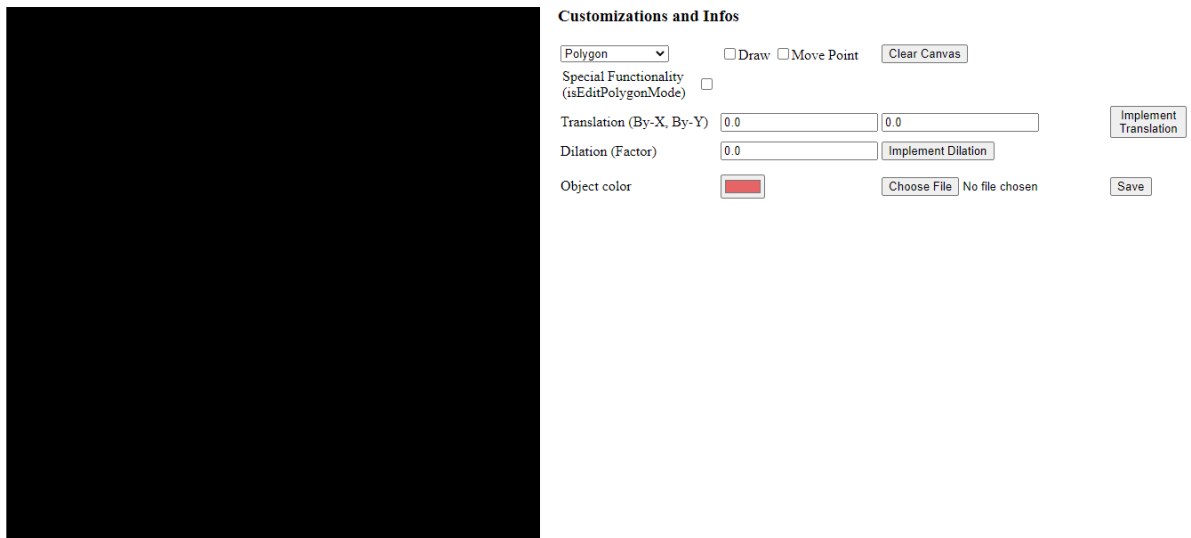 Customizations and Infos
Polygon Draw Move Point Clear Canvas
Special Functionality
(isEditPolygonMode)
Translation (By-X, By-Y) 0.0 0.0 Implement
Translation
Dilation (Factor) 0.0 Implement Dilation
Object color Choose File No file chosen Save